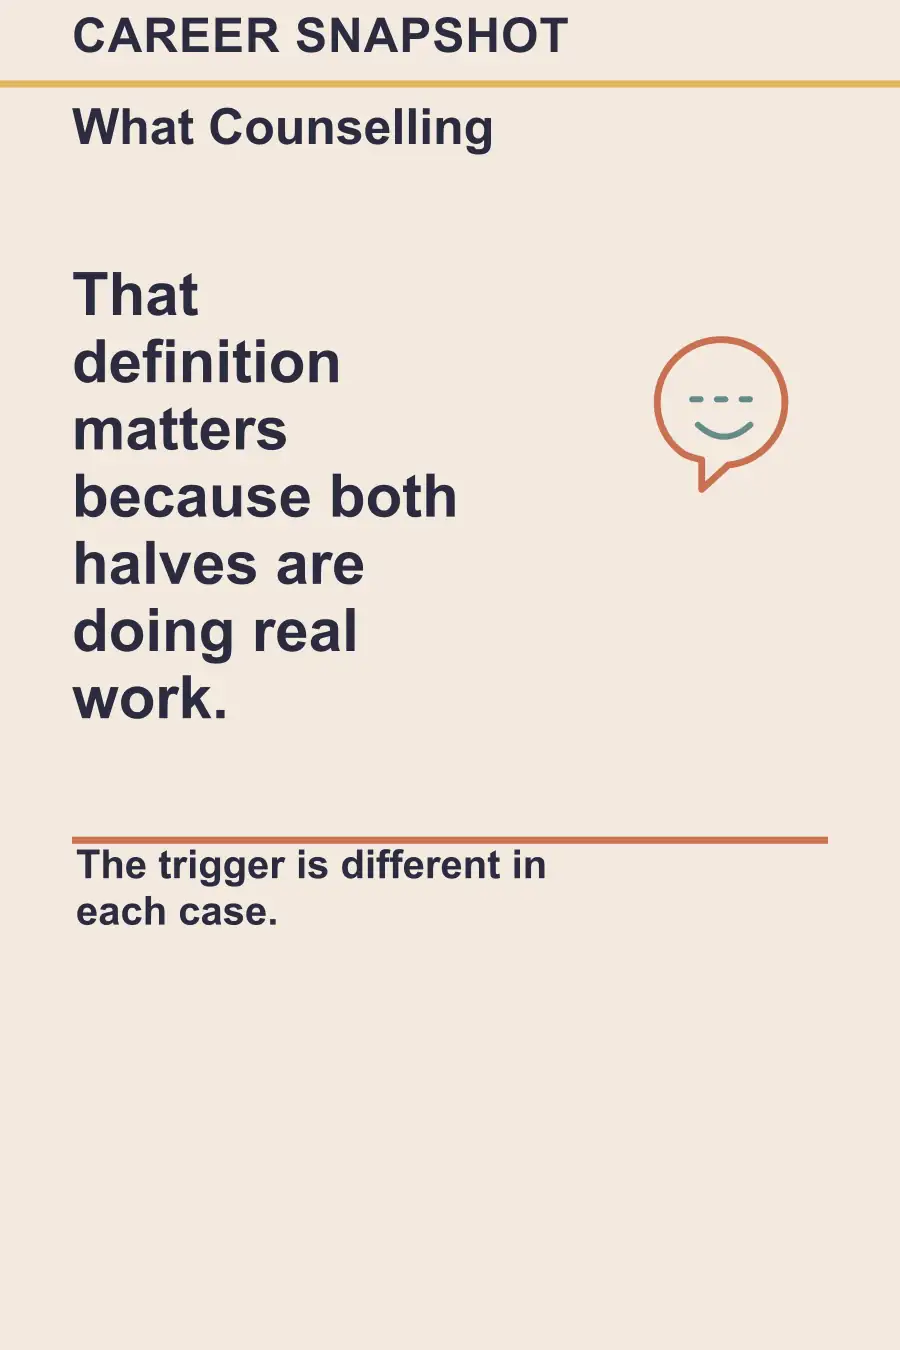 CAREER SNAPSHOT
What Counselling
That
definition
matters
because both
halves are
doing real
work.
The trigger is different in
each case.